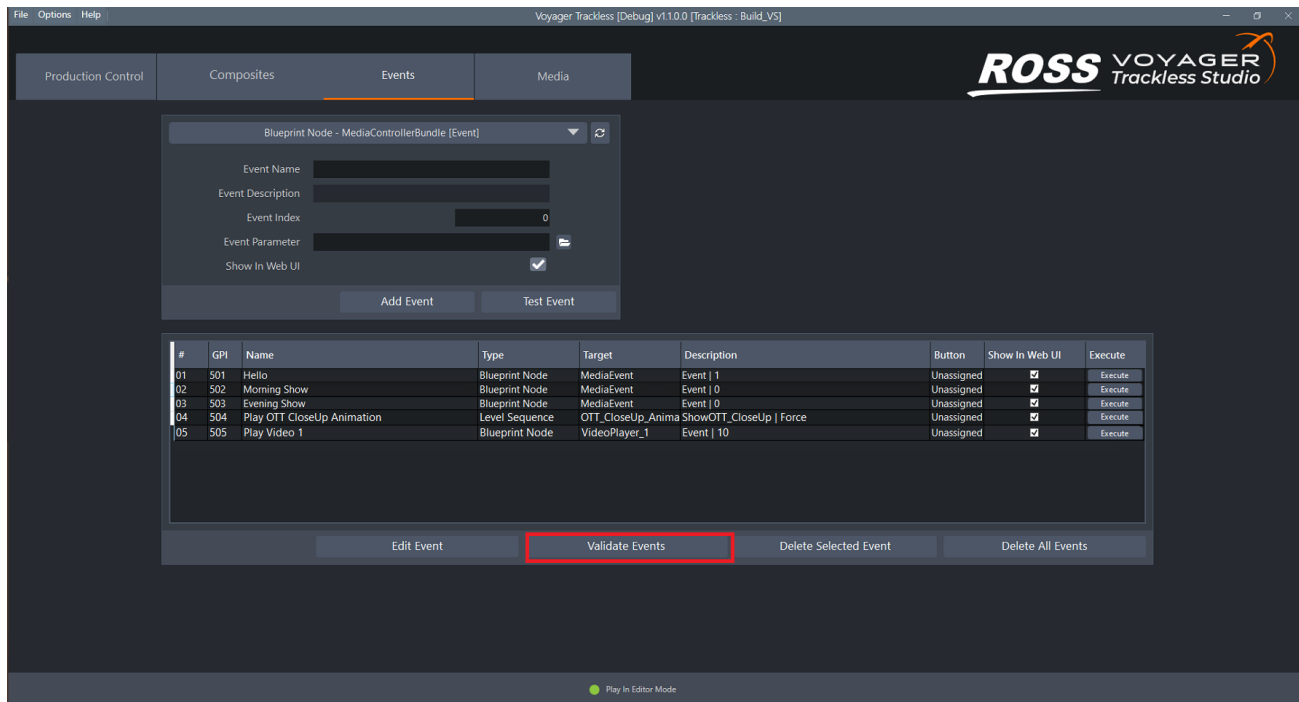 File Options Help Voyager Trackless [Debug] v1.1.0.0 [Trackless : Build_VS]
Production Control Composites Events Media
ROSS VOYAGER
Trackless Studio
Blueprint Node - MediaControllerBundle [Event]
Event Name
Event Description
Event Index 0
Event Parameter
Show In Web UI
Add Event Test Event
# GPI Name Type Target Description Button Show In Web UI Execute
01 501 Hello Blueprint Node MediaEvent Event | 1 Unassigned Execute
02 502 Morning Show Blueprint Node MediaEvent Event | 0 Unassigned Execute
03 503 Evening Show Blueprint Node MediaEvent Event | 0 Unassigned Execute
04 504 Play OTT CloseUp Animation Level Sequence OTT_CloseUp_Anima ShowOTT_CloseUp | Force Unassigned Execute
05 505 Play Video 1 Blueprint Node VideoPlayer_1 Event | 10 Unassigned Execute
Edit Event Validate Events Delete Selected Event Delete All Events
Play In Editor Mode